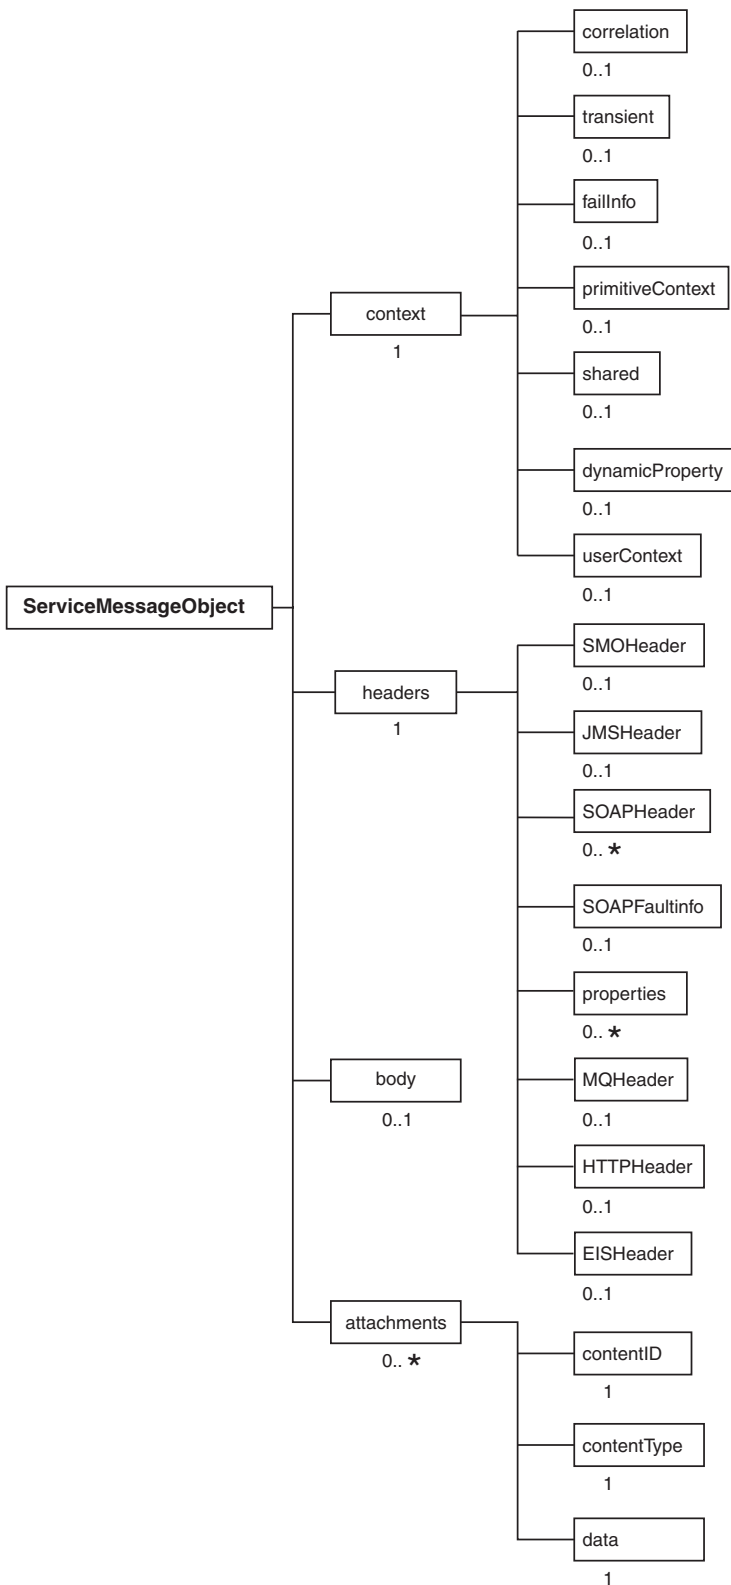 correlation
0..1
transient
0..1
failInfo
0..1
primitiveContext
0..1
context
1
shared
0..1
dynamicProperty
0..1
userContext
0..1
ServiceMessageObject
SMOHeader
0..1
headers
1
JMSHeader
0..1
SOAPHeader
0.. *
SOAPFaultinfo
0..1
properties
0.. *
body
0..1
MQHeader
0..1
HTTPHeader
0..1
EISHeader
0..1
attachments
0.. *
contentID
1
contentType
1
data
1